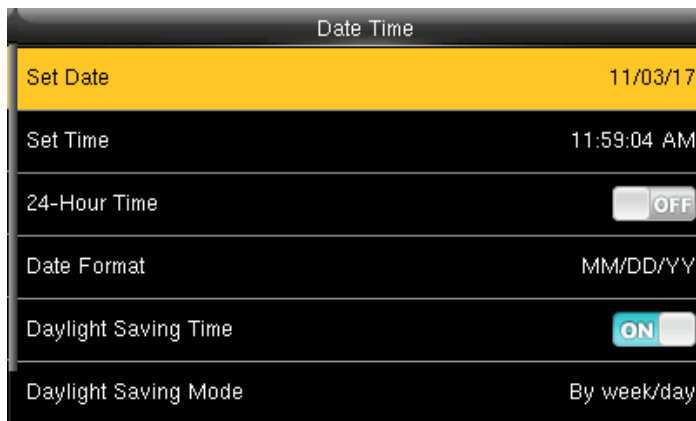 Date Time
Set Date 11/03/17
Set Time 11:59:04 AM
24-Hour Time OFF
Date Format MM/DD/YY
Daylight Saving Time ON
Daylight Saving Mode By week/day